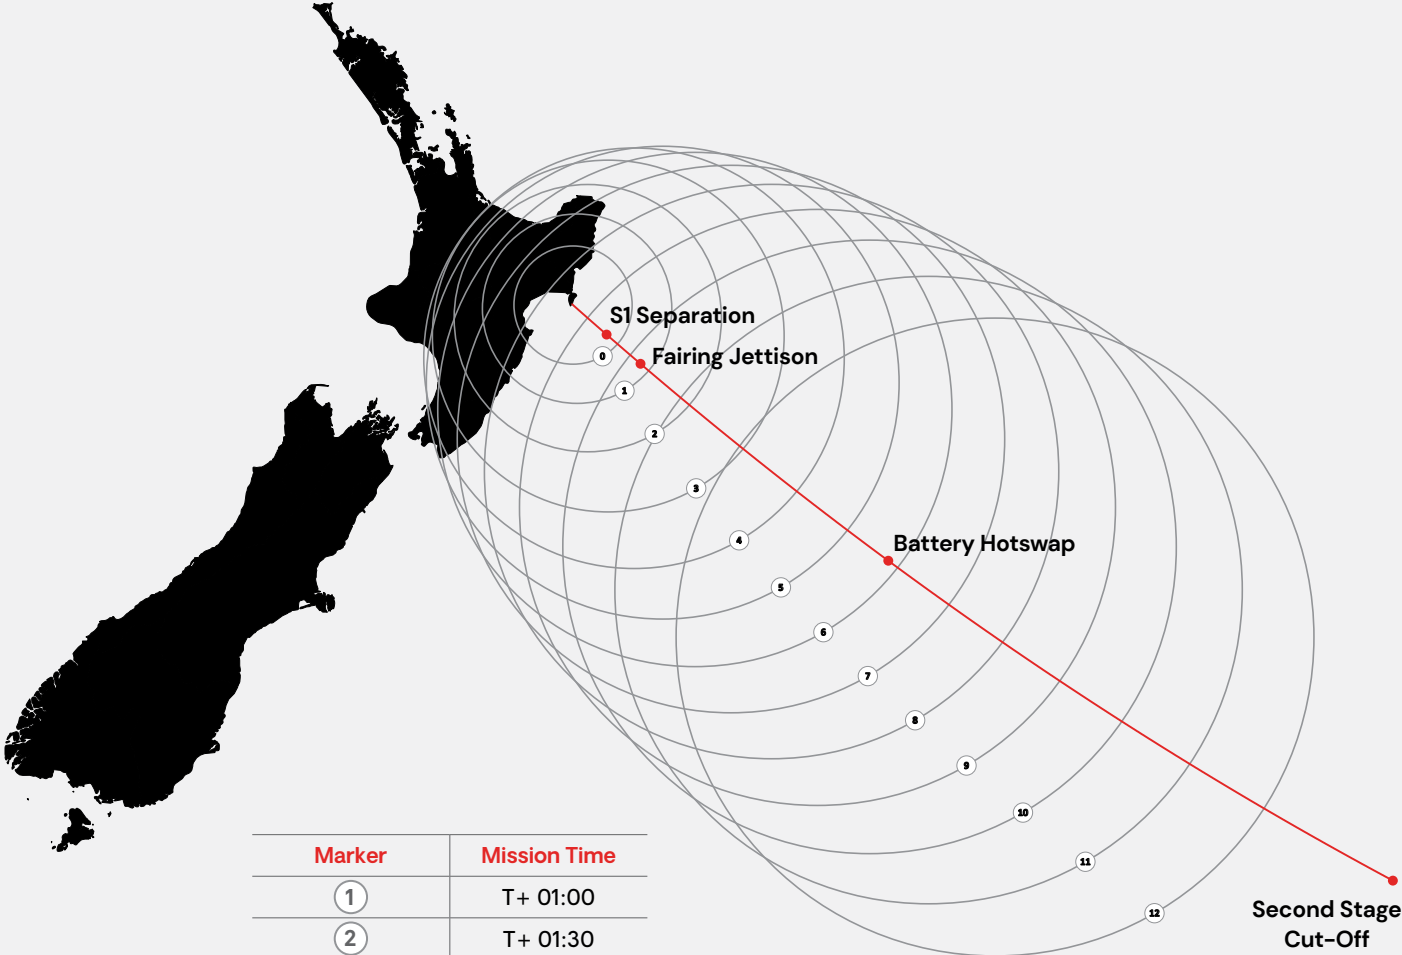 S1 Separation
0
Fairing Jettison
1
2
3
4
Battery Hotswap
5
6
7
8
9
10
11
12
Second Stage
Cut-Off
Marker Mission Time
1 T+ 01:00
2 T+ 01:30